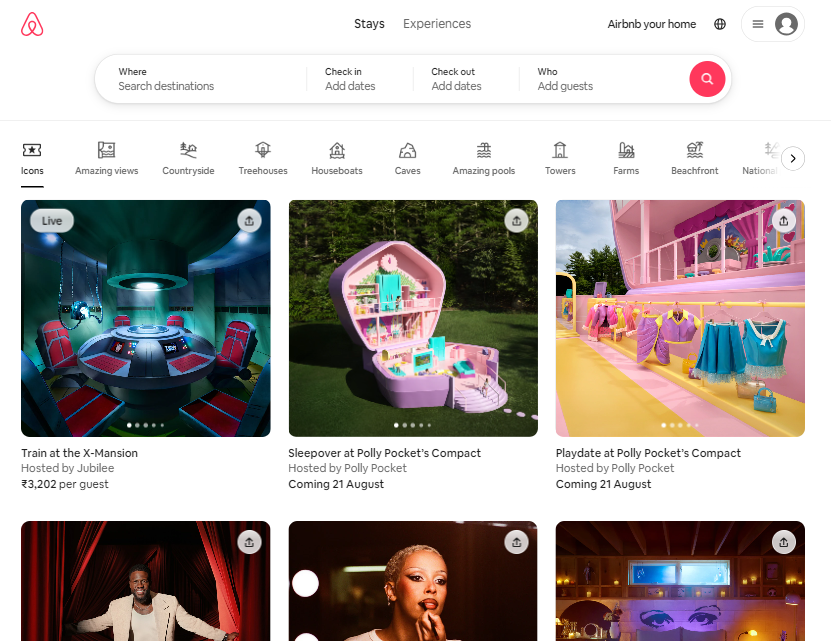 Stays
Experiences
Airbnb your home
Where
Search destinations
Check in
Add dates
Check out
Add dates
Who
Add guests
Icons
Amazing views
Countryside
Treehouses
Houseboats
Caves
Amazing pools
Towers
Farms
Beachfront
National
Live
Train at the X-Mansion
Hosted by Jubilee
₹3,202 per guest
Sleepover at Polly Pocket’s Compact
Hosted by Polly Pocket
Coming 21 August
Playdate at Polly Pocket’s Compact
Hosted by Polly Pocket
Coming 21 August